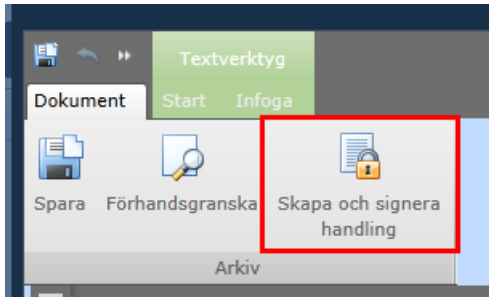 Textverktyg
Dokument Start Infoga
Spara Förhandsgranska Skapa och signera
handling
Arkiv